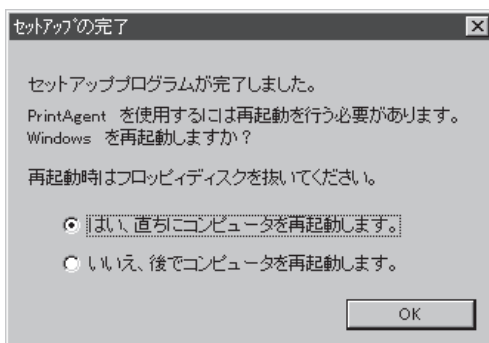 セットアップの完了
セットアッププログラムが完了しました。
PrintAgent を使用するには再起動を行う必要があります。
Windows を再起動しますか？
再起動時はフロッピィディスクを抜いてください。
はい、直ちにコンピュータを再起動します。
いいえ、後でコンピュータを再起動します。
OK